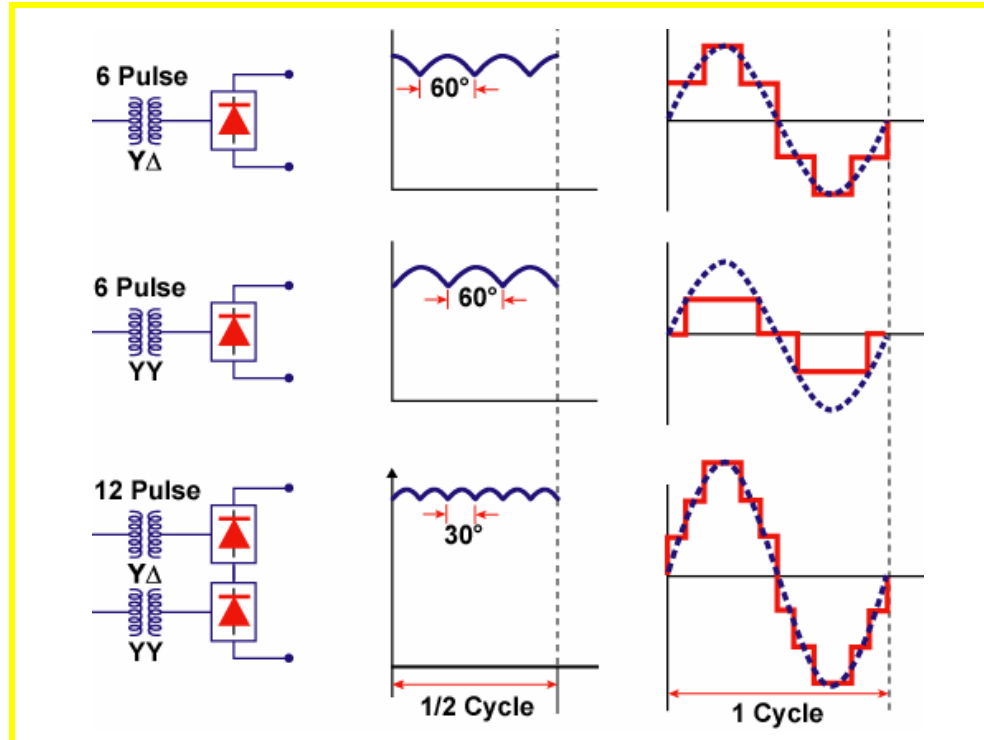 6 Pulse
YΔ
60°
6 Pulse
YY
60°
12 Pulse
YΔ
YY
30°
1/2 Cycle
1 Cycle